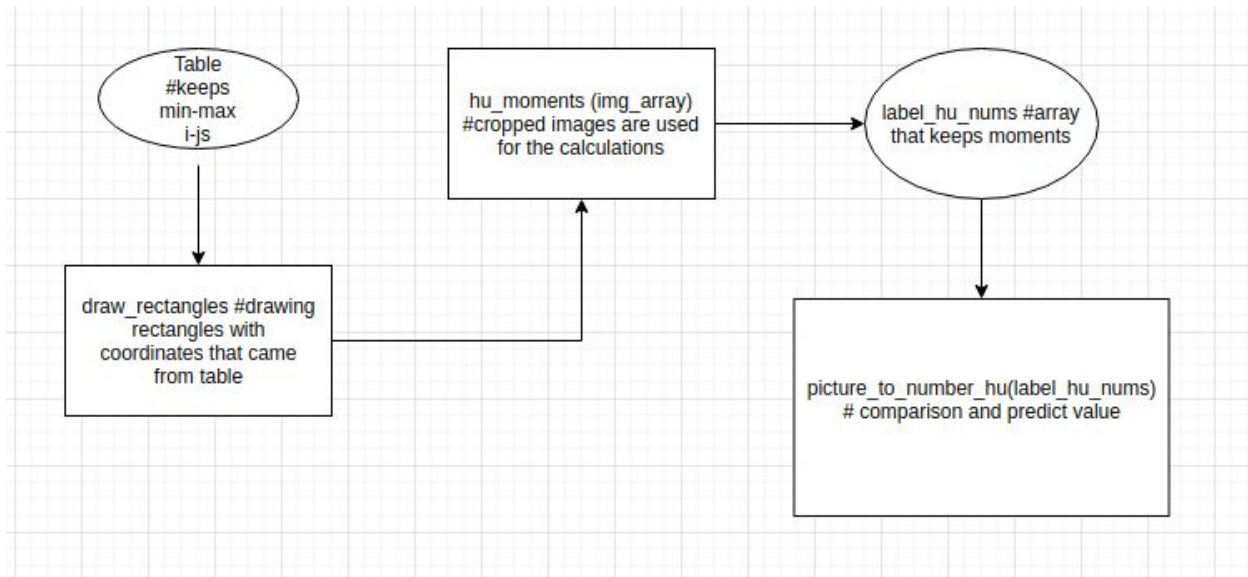 Table
#keeps
min-max
i-js
draw_rectangles #drawing
rectangles with
coordinates that came
from table
hu_moments (img_array)
#cropped images are used
for the calculations
label_hu_nums #array
that keeps moments
picture_to_number_hu(label_hu_nums)
# comparison and predict value